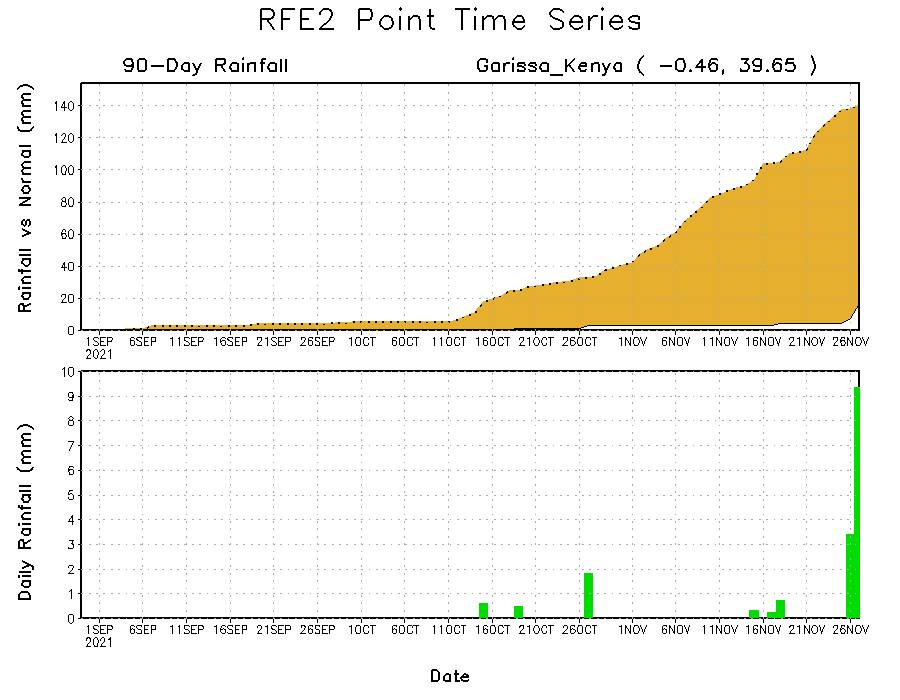 RFE2 Point Time Series
90-Day Rainfall
Garissa_Kenya ( -0.46, 39.65 )
Rainfall vs Normal (mm)
140
120
100
80
60
40
20
0
1SEP 6SEP 11SEP 16SEP 21SEP 26SEP 1OCT 6OCT 11OCT 16OCT 21OCT 26OCT 1NOV 6NOV 11NOV 16NOV 21NOV 26NOV
2021
Daily Rainfall (mm)
10
9
8
7
6
5
4
3
2
1
0
1SEP 6SEP 11SEP 16SEP 21SEP 26SEP 1OCT 6OCT 11OCT 16OCT 21OCT 26OCT 1NOV 6NOV 11NOV 16NOV 21NOV 26NOV
2021
Date